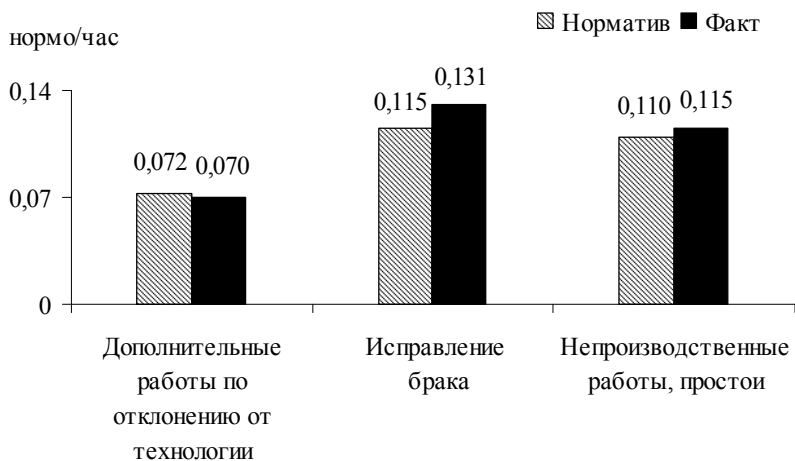 Норматив Факт
нормо/час
0,14
0,07
0
0,072 0,070
0,115 0,131
0,110 0,115
Дополнительные
работы по
отклонению от
технологии
Исправление
брака
Непроизводственные
работы, простои